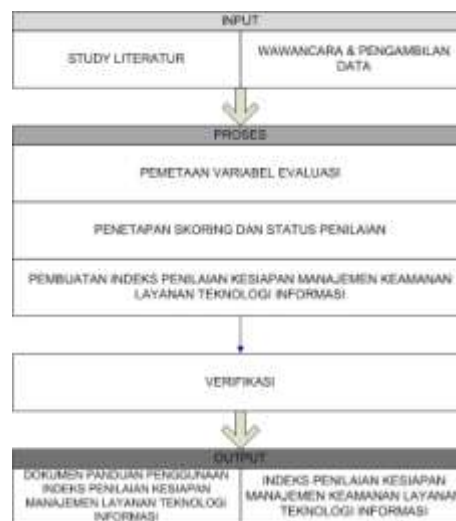 INPUT
STUDY LITERATUR
WAWANCARA & PENGAMBILAN
DATA
PROSES
PEMETAAN VARIABEL EVALUASI
PENETAPAN SKORING DAN STATUS PENILAIAN
PEMBUATAN INDEKS PENILAIAN KESIAPAN MANAJEMEN KEAMANAN
LAYANAN TEKNOLOGI INFORMASI
VERIFIKASI
OUTPUT
DOKUMEN PANDUAN PENGGUNAAN
INDEKS PENILAIAN KESIAPAN
MANAJEMEN LAYANAN TEKNOLOGI
INFORMASI
INDEKS PENILAIAN KESIAPAN
MANAJEMEN KEAMANAN LAYANAN
TEKNOLOGI INFORMASI